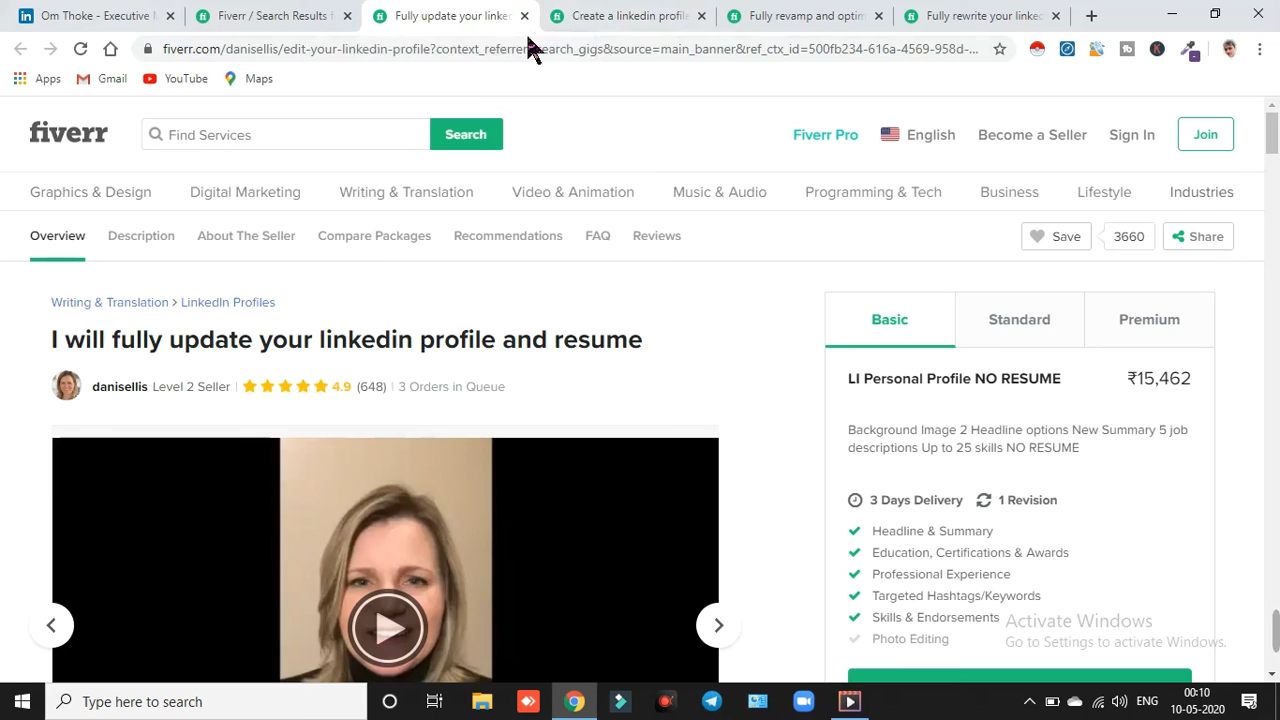 Om Thoke - Executive
Fiverr / Search Results f
Fully update your linke
Create a linkedin profile
Fully revamp and optim
Fully rewrite your linke
fiverr.com/danisellis/edit-your-linkedin-profile?context_referrer=search_gigs&source=main_banner&ref_ctx_id=500fb234-616a-4569-958d-...
Apps Gmail YouTube Maps
fiverr
Find Services
Search
Fiverr Pro English Become a Seller Sign In Join
Graphics & Design Digital Marketing Writing & Translation Video & Animation Music & Audio Programming & Tech Business Lifestyle Industries
Overview Description About The Seller Compare Packages Recommendations FAQ Reviews
Save 3660 Share
Writing & Translation > LinkedIn Profiles
I will fully update your linkedin profile and resume
danisellis Level 2 Seller | 4.9 (648) | 3 Orders in Queue
Basic Standard Premium
LI Personal Profile NO RESUME ₹15,462
Background Image 2 Headline options New Summary 5 job
descriptions Up to 25 skills NO RESUME
3 Days Delivery 1 Revision
Headline & Summary
Education, Certifications & Awards
Professional Experience
Targeted Hashtags/Keywords
Skills & Endorsements
Photo Editing
Activate Windows
Go to Settings to activate Windows.
Type here to search
ENG
00:10
10-05-2020